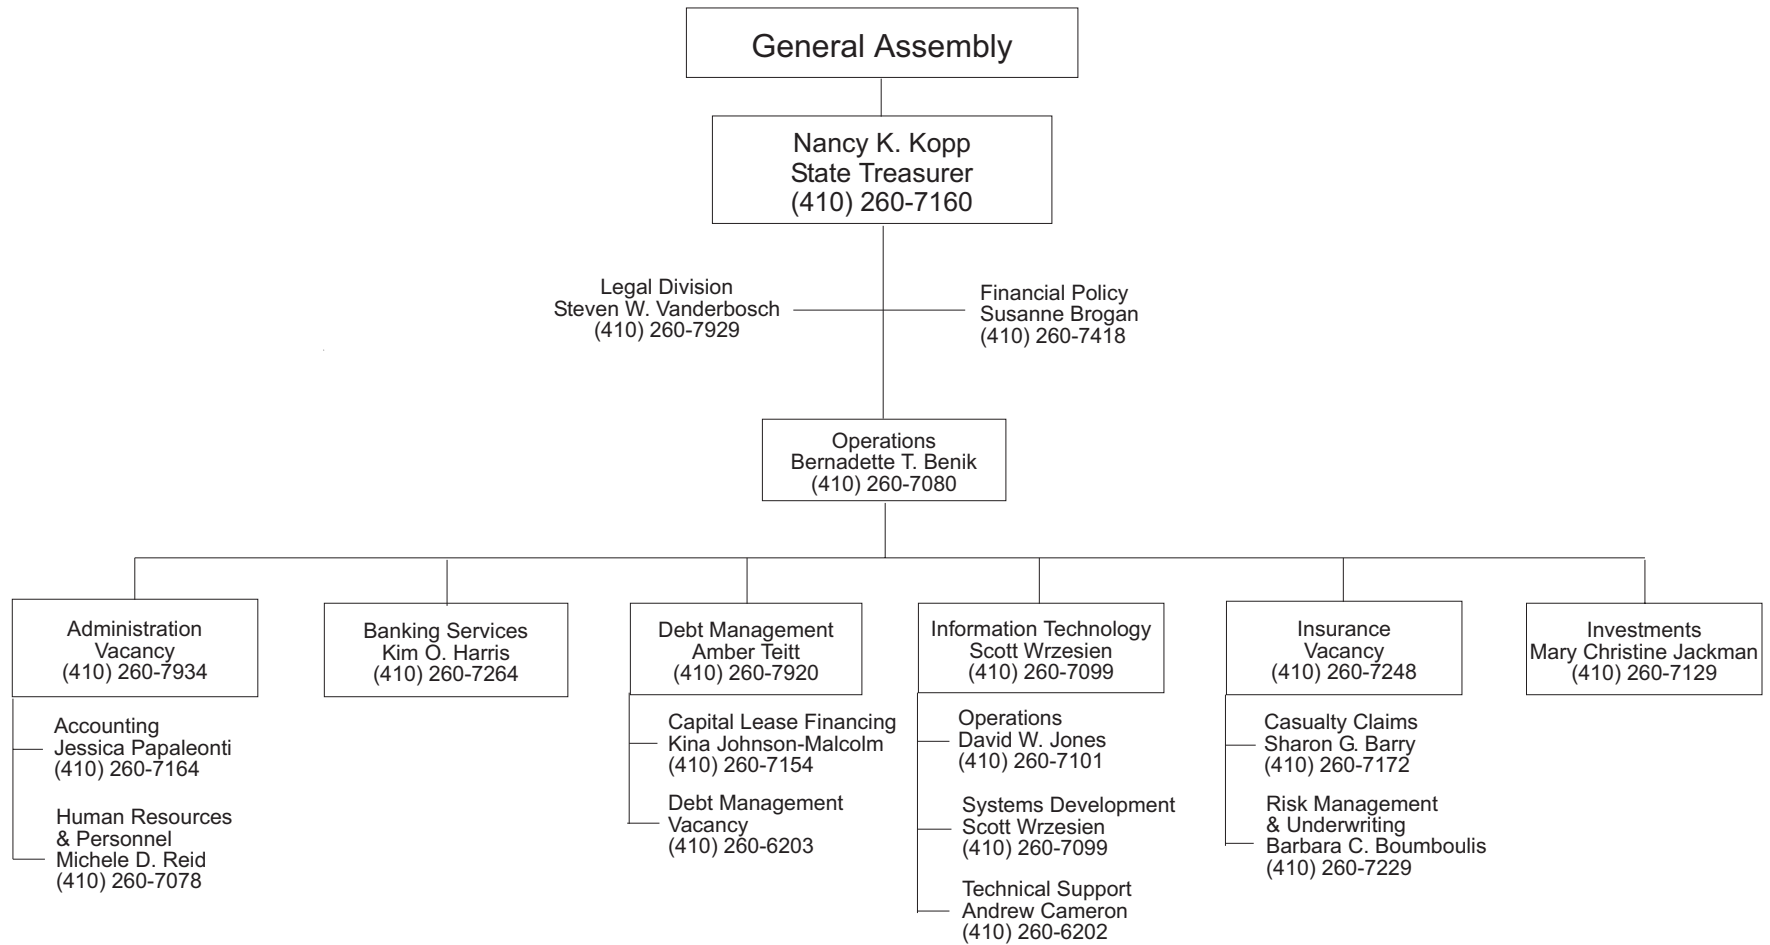 General Assembly
Nancy K. Kopp
State Treasurer
(410) 260-7160
Legal Division
Steven W. Vanderbosch
(410) 260-7929
Financial Policy
Susanne Brogan
(410) 260-7418
Operations
Bernadette T. Benik
(410) 260-7080
Administration
Vacancy
(410) 260-7934
Accounting
Jessica Papaleonti
(410) 260-7164
Human Resources
& Personnel
Michele D. Reid
(410) 260-7078
Banking Services
Kim O. Harris
(410) 260-7264
Debt Management
Amber Teitt
(410) 260-7920
Capital Lease Financing
Kina Johnson-Malcolm
(410) 260-7154
Debt Management
Vacancy
(410) 260-6203
Information Technology
Scott Wrzesien
(410) 260-7099
Operations
David W. Jones
(410) 260-7101
Systems Development
Scott Wrzesien
(410) 260-7099
Technical Support
Andrew Cameron
(410) 260-6202
Insurance
Vacancy
(410) 260-7248
Casualty Claims
Sharon G. Barry
(410) 260-7172
Risk Management
& Underwriting
Barbara C. Boumboulis
(410) 260-7229
Investments
Mary Christine Jackman
(410) 260-7129